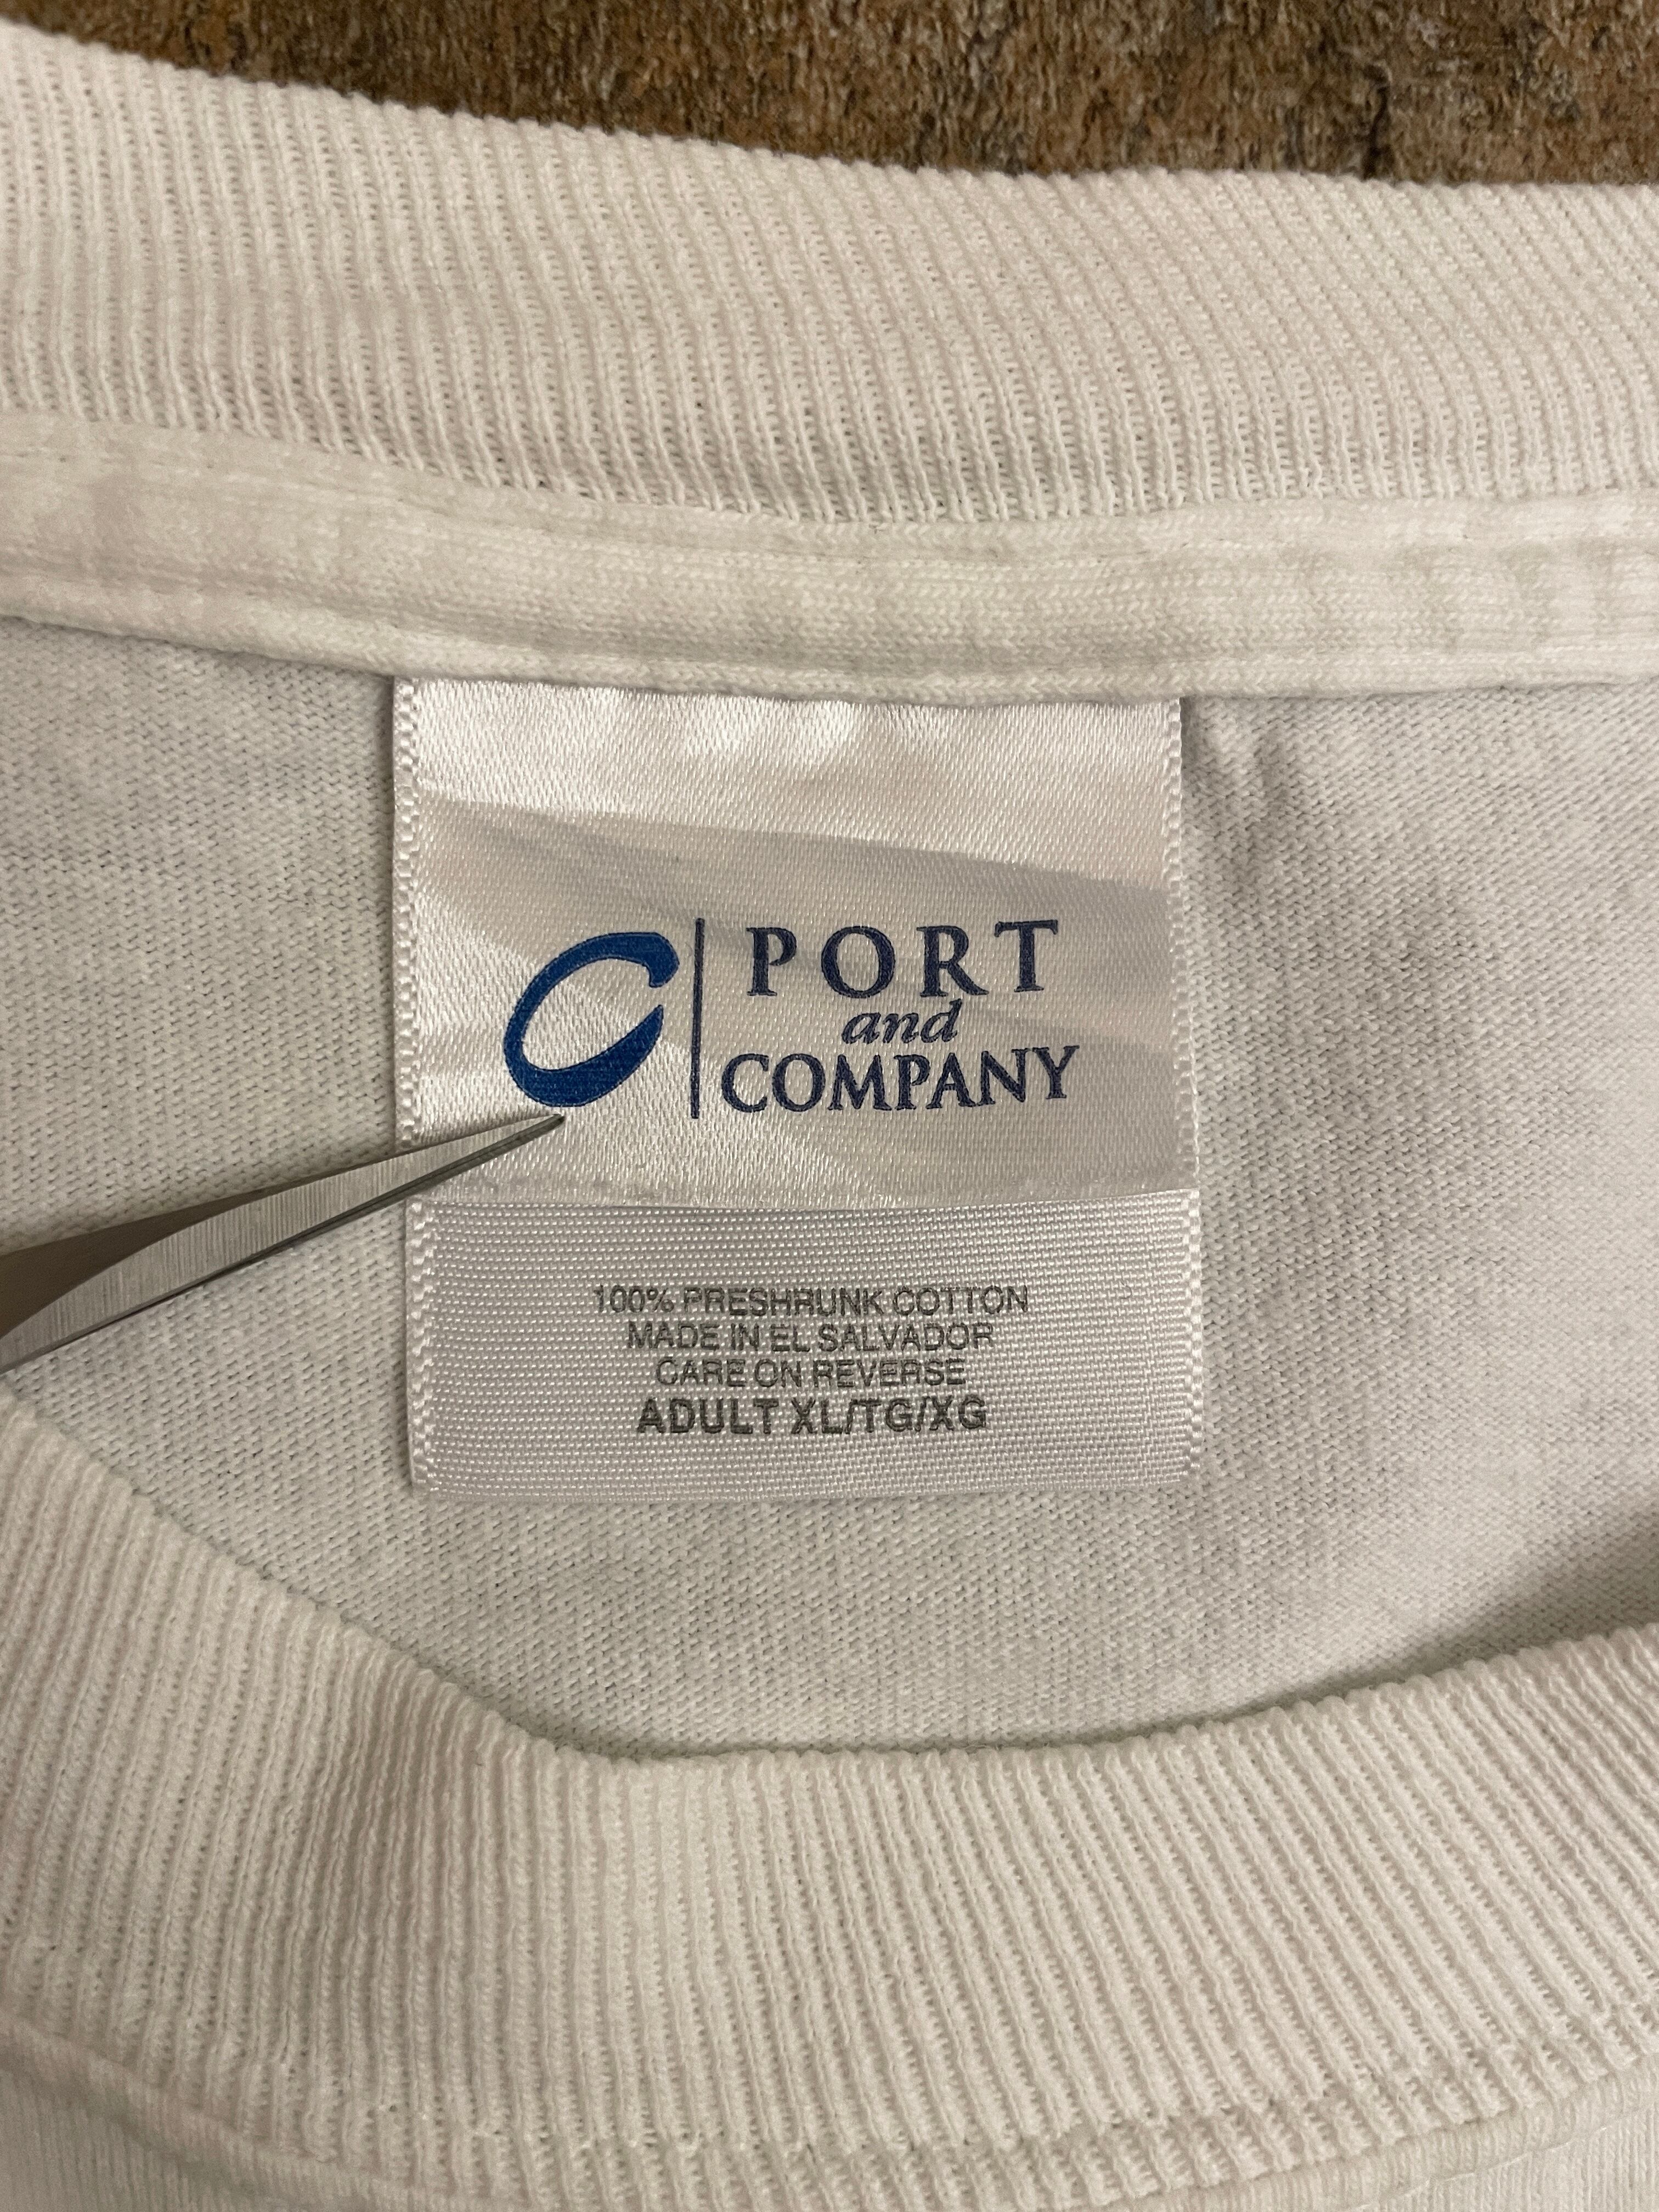 C
PORT
and
COMPANY
100% PRESHRUNK COTTON
MADE IN EL SALVADOR
CARE ON REVERSE
ADULT XL/TG/XG